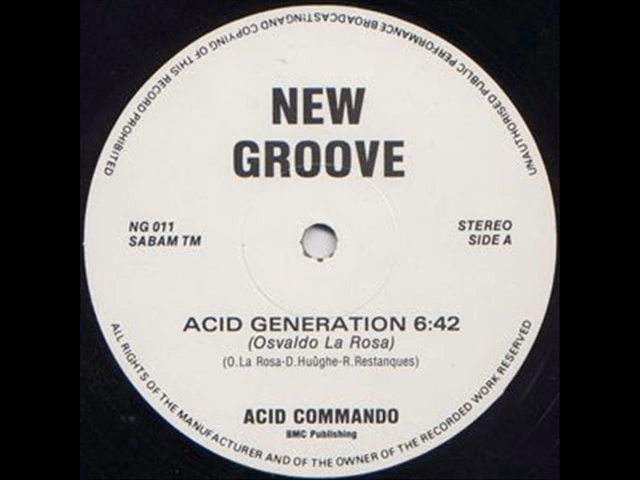 NEW
GROOVE
NG 011
SABAM TM
STEREO
SIDE A
ACID GENERATION 6:42
(Osvaldo La Rosa)
(O. La Rosa-D. Huûghe-R. Restanques)
ACID COMMANDO
BMC Publishing
ALL RIGHTS OF THE MANUFACTURER AND OF THE OWNER OF THE RECORDED WORK RESERVED
UNAUTHORISED PUBLIC PERFORMANCE BROADCASTING AND COPYING OF THIS RECORD PROHIBITED